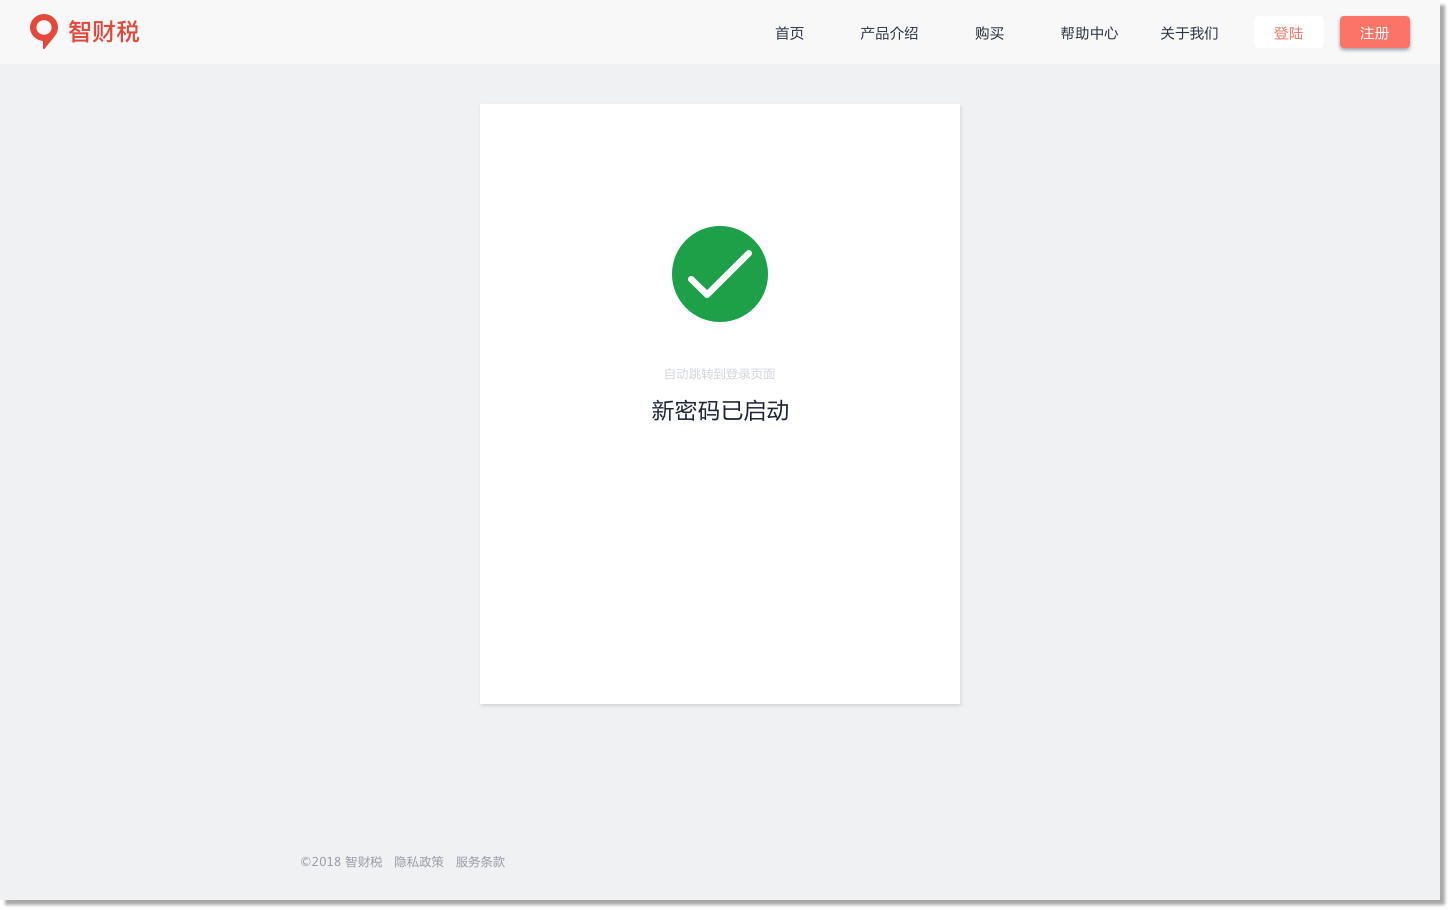 智财税
首页 产品介绍 购买 帮助中心 关于我们 登陆 注册
自动跳转到登录页面
新密码已启动
©2018 智财税 隐私政策 服务条款